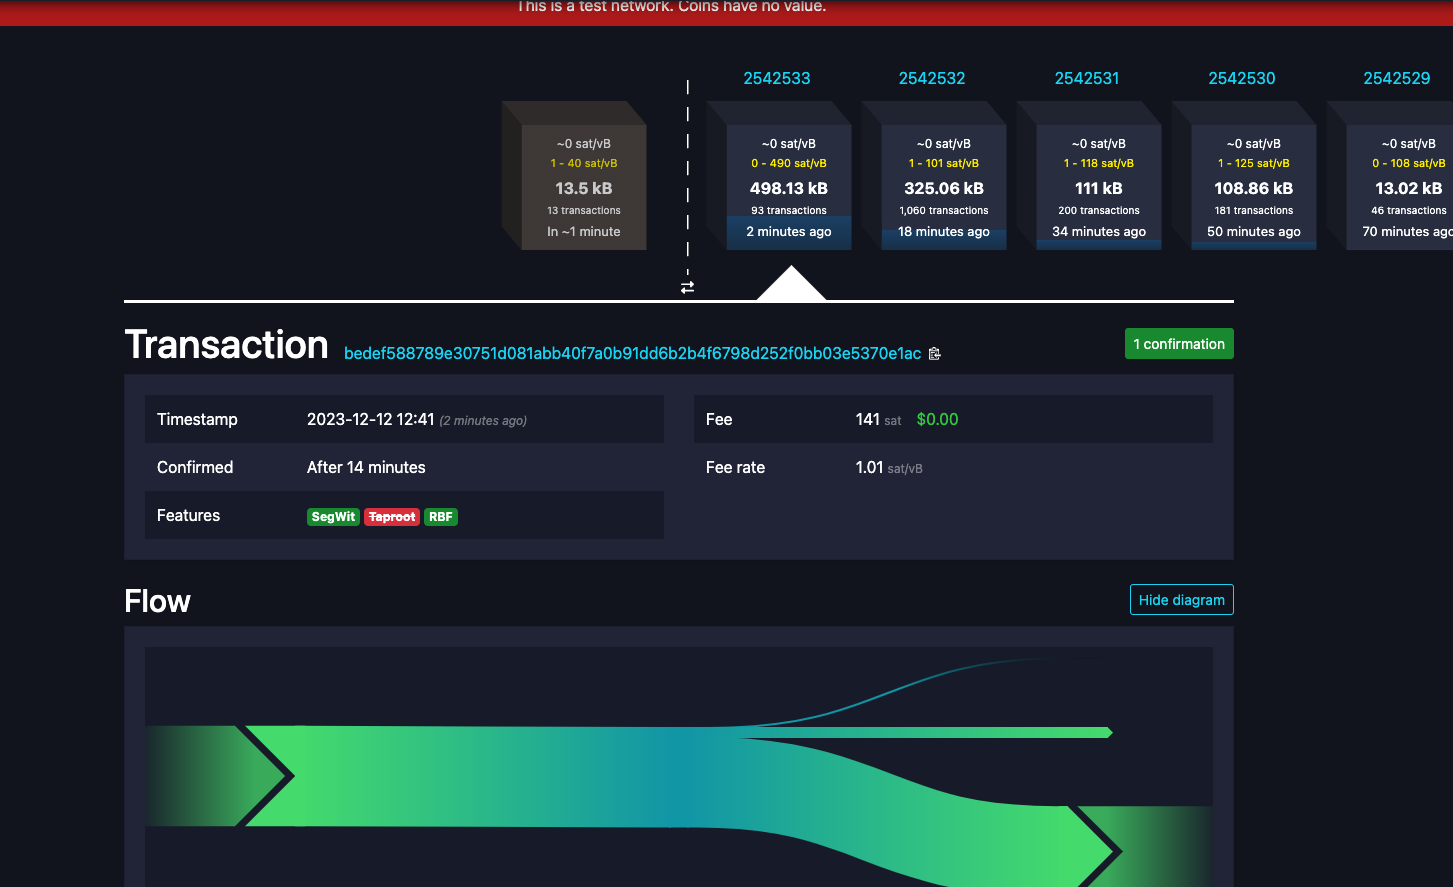 This is a test network. Coins have no value.
2542533 2542532 2542531 2542530 2542529
~0 sat/vB ~0 sat/vB ~0 sat/vB ~0 sat/vB ~0 sat/vB ~0 sat/vB
1 - 40 sat/vB 0 - 490 sat/vB 1 - 101 sat/vB 1 - 118 sat/vB 1 - 125 sat/vB 0 - 108 sat/vB
13.5 kB 498.13 kB 325.06 kB 111 kB 108.86 kB 13.02 kB
13 transactions 93 transactions 1,060 transactions 200 transactions 181 transactions 46 transactions
In ~1 minute 2 minutes ago 18 minutes ago 34 minutes ago 50 minutes ago 70 minutes ago
Transaction bedef588789e30751d081abb40f7a0b91dd6b2b4f6798d252f0bb03e5370e1ac 1 confirmation
Timestamp 2023-12-12 12:41 (2 minutes ago) Fee 141 sat $0.00
Confirmed After 14 minutes Fee rate 1.01 sat/vB
Features SegWit Taproot RBF
Flow Hide diagram